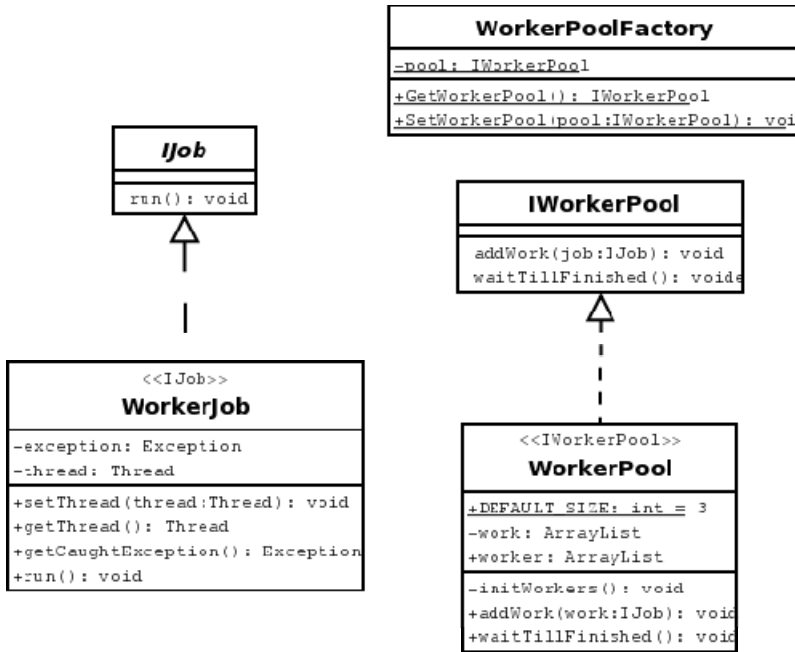 WorkerPoolFactory
-pool: IWorkerPool
+GetWorkerPool(): IWorkerPool
+SetWorkerPool(pool:IWorkerPool): voi
IJob
run(): void
IWorkerPool
addWork(job:IJob): void
waitTillFinished(): voide
<<IJob>>
WorkerJob
-exception: Exception
-thread: Thread
+setThread(thread:Thread): void
+getThread(): Thread
+getCaughtException(): Exception
+run(): void
<<IWorkerPool>>
WorkerPool
+DEFAULT_SIZE: int = 3
-work: ArrayList
+worker: ArrayList
-initWorkers(): void
+addWork(work:IJob): void
+waitTillFinished(): void